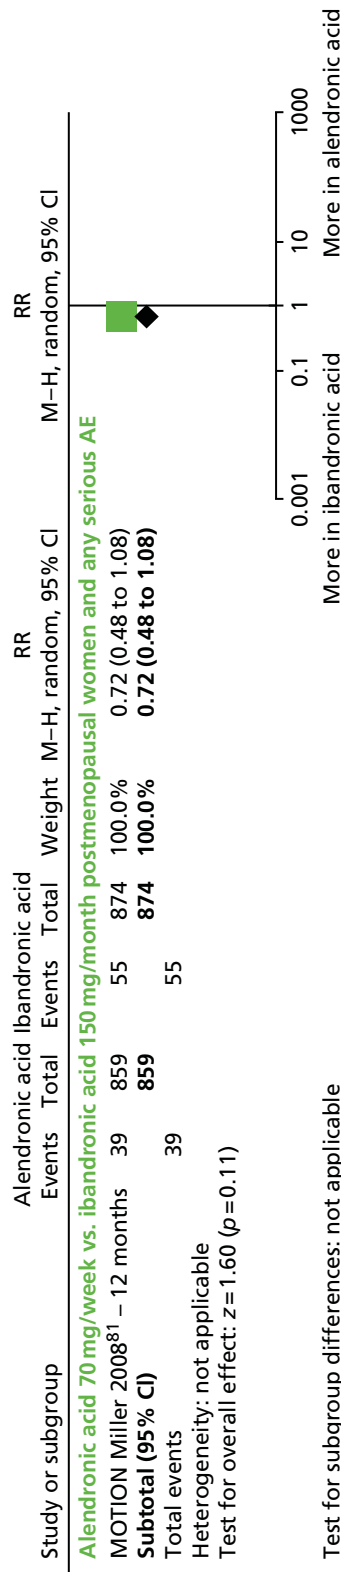 Alendronic acid Ibandronic acid RR RR
Study or subgroup Events Total Events Total Weight M–H, random, 95% CI M–H, random, 95% CI
Alendronic acid 70 mg/week vs. ibandronic acid 150 mg/month postmenopausal women and any serious AE
MOTION Miller 2008⁸¹ – 12 months 39 859 55 874 100.0% 0.72 (0.48 to 1.08)
Subtotal (95% CI) 859 874 100.0% 0.72 (0.48 to 1.08)
Total events 39 55
Heterogeneity: not applicable
Test for overall effect: z=1.60 (p=0.11)
0.001 0.1 1 10 1000
Test for subgroup differences: not applicable More in ibandronic acid More in alendronic acid